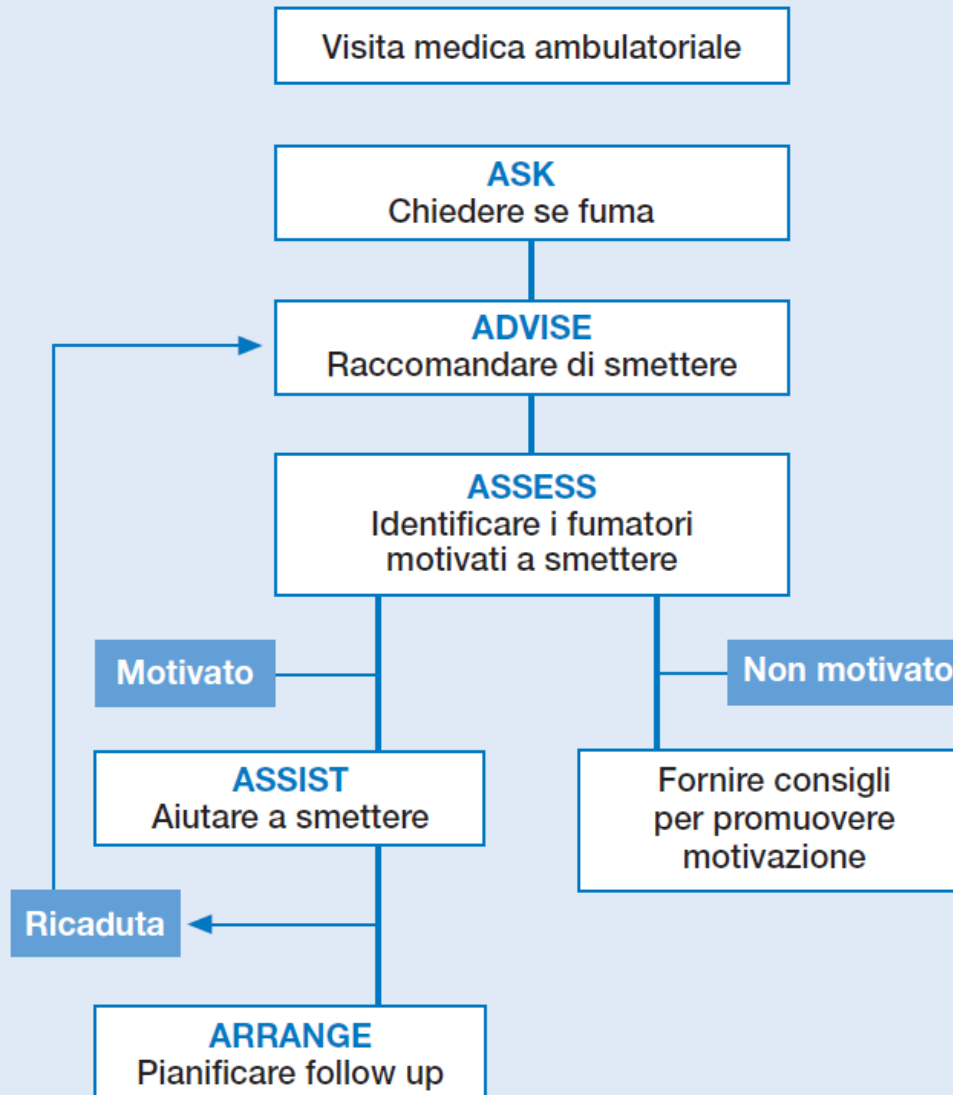 Visita medica ambulatoriale
ASK
Chiedere se fuma
ADVISE
Raccomandare di smettere
ASSESS
Identificare i fumatori
motivati a smettere
Motivato
Non motivato
ASSIST
Aiutare a smettere
Fornire consigli
per promuovere
motivazione
Ricaduta
ARRANGE
Pianificare follow up